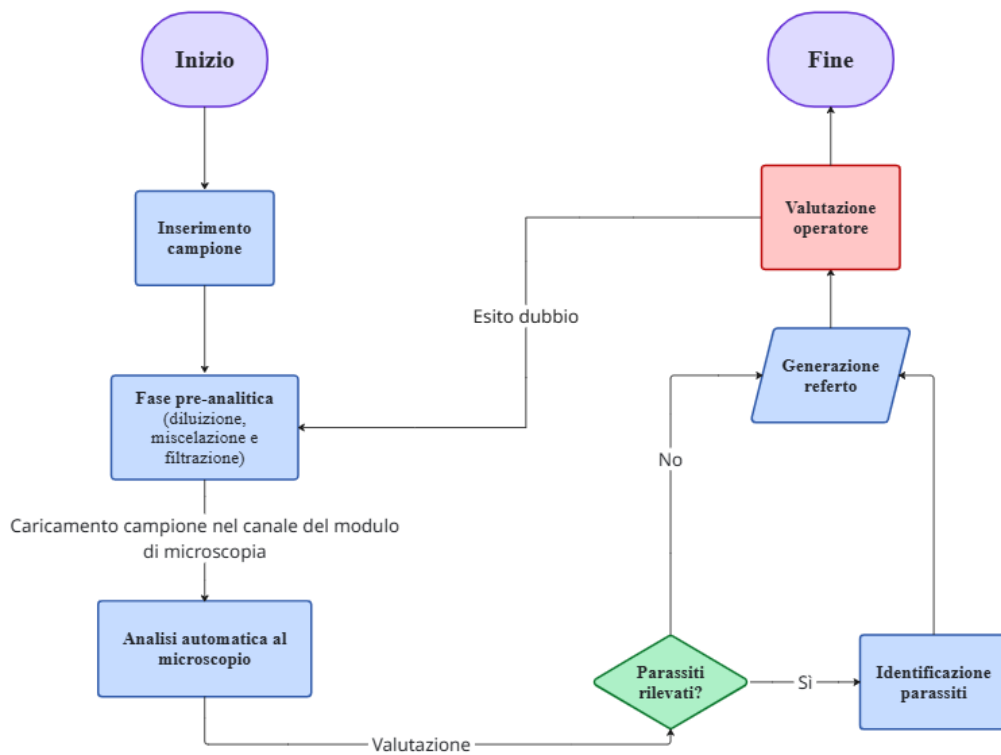 Inizio
Fine
Inserimento
campione
Valutazione
operatore
Esito dubbio
Generazione
referto
Fase pre-analitica
(diluizione,
miscelazione e
filtrazione)
No
Caricamento campione nel canale del modulo
di microscopia
Analisi automatica al
microscopio
Parassiti
rilevati?
Sì
Identificazione
parassiti
Valutazione